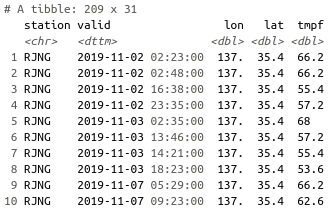 # A tibble: 209 x 31
station valid lon lat tmpf
<chr> <dttm> <dbl> <dbl> <dbl>
1 RJNG 2019-11-02 02:23:00 137. 35.4 66.2
2 RJNG 2019-11-02 02:48:00 137. 35.4 66.2
3 RJNG 2019-11-02 16:38:00 137. 35.4 55.4
4 RJNG 2019-11-02 23:35:00 137. 35.4 57.2
5 RJNG 2019-11-03 02:35:00 137. 35.4 68
6 RJNG 2019-11-03 13:46:00 137. 35.4 57.2
7 RJNG 2019-11-03 14:21:00 137. 35.4 55.4
8 RJNG 2019-11-03 18:23:00 137. 35.4 53.6
9 RJNG 2019-11-07 05:29:00 137. 35.4 66.2
10 RJNG 2019-11-07 09:23:00 137. 35.4 62.6